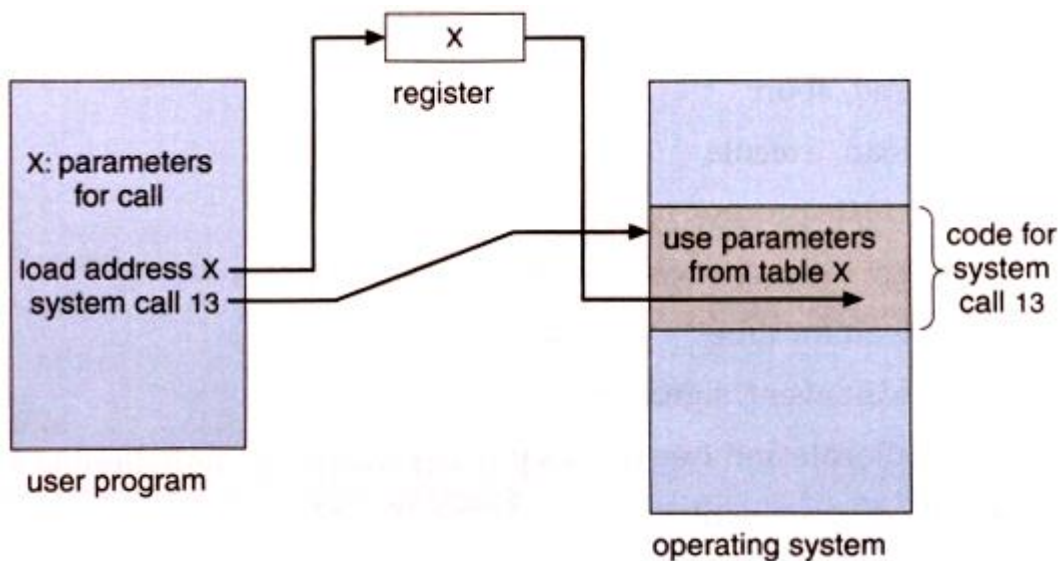 X
register
X: parameters
for call
load address X
system call 13
use parameters
from table X
code for
system
call 13
user program
operating system